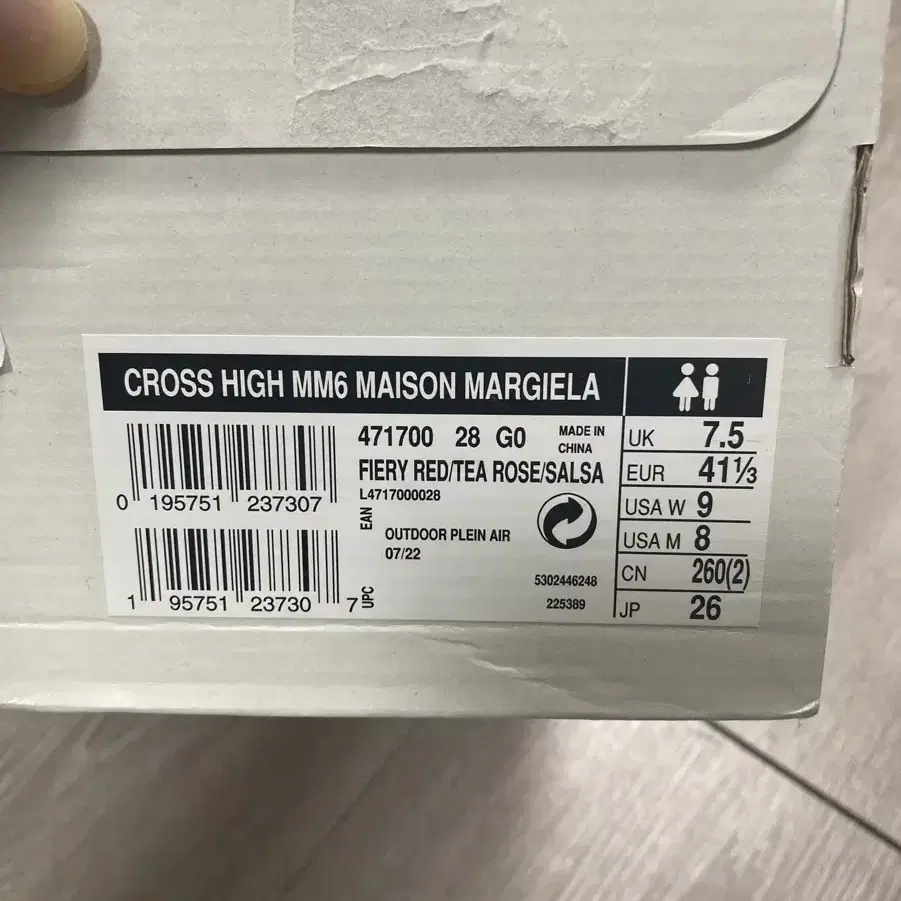 CROSS HIGH MM6 MAISON MARGIELA
471700 28 G0 MADE IN CHINA
FIERY RED/TEA ROSE/SALSA
L4717000028
0 195751 237307
EAN
OUTDOOR PLEIN AIR
07/22
5302446248
225389
1 95751 23730 7
UPC
UK 7.5
EUR 41⅓
USA W 9
USA M 8
CN 260(2)
JP 26